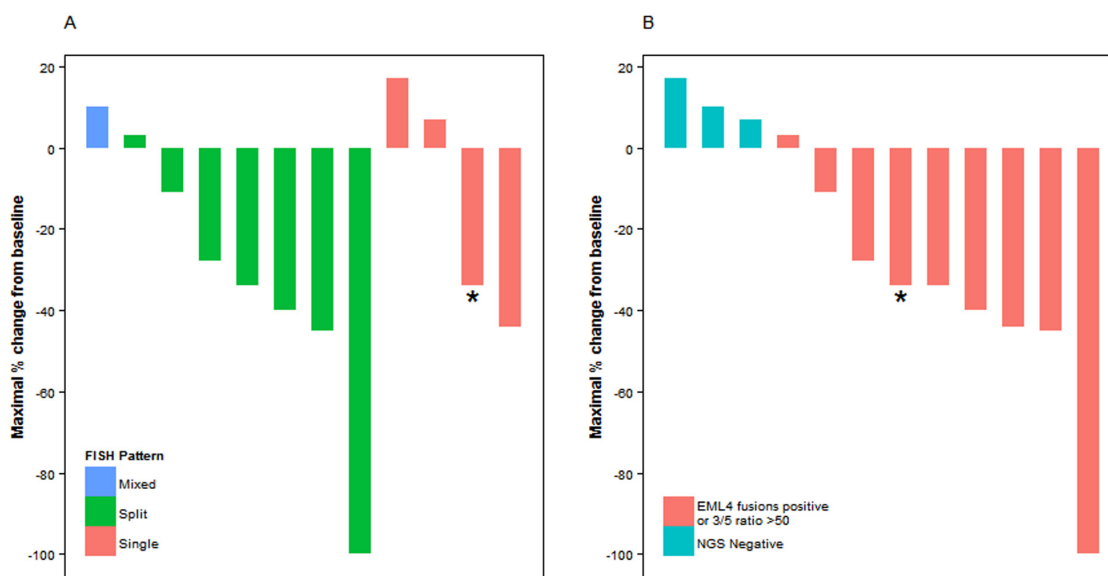 A
B
Maximal % change from baseline
20
0
-20
-40
-60
-80
-100
*
FISH Pattern
Mixed
Split
Single
Maximal % change from baseline
20
0
-20
-40
-60
-80
-100
*
EML4 fusions positive
or 3/5 ratio >50
NGS Negative